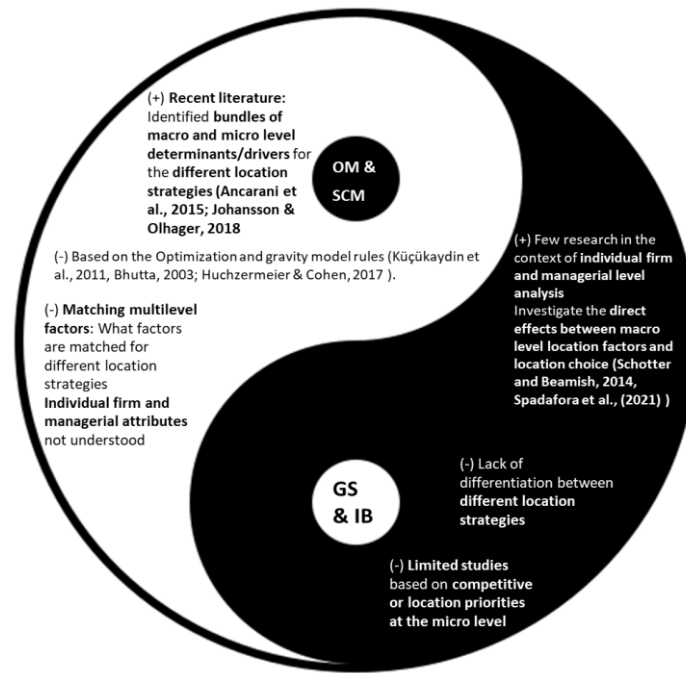 (+) Recent literature:
Identified bundles of
macro and micro level
determinants/drivers for
the different location
strategies (Ancarani et
al., 2015; Johansson &
Olhager, 2018
OM &
SCM
(-) Based on the Optimization and gravity model rules (Küçükaydin et
al., 2011, Bhutta, 2003; Huchzermeier & Cohen, 2017 ).
(-) Matching multilevel
factors: What factors
are matched for
different location
strategies
Individual firm and
managerial attributes
not understood
(+) Few research in the
context of individual firm
and managerial level
analysis
Investigate the direct
effects between macro
level location factors and
location choice (Schotter
and Beamish, 2014,
Spadafora et al., (2021) )
GS
& IB
(-) Lack of
differentiation between
different location
strategies
(-) Limited studies
based on competitive
or location priorities
at the micro level